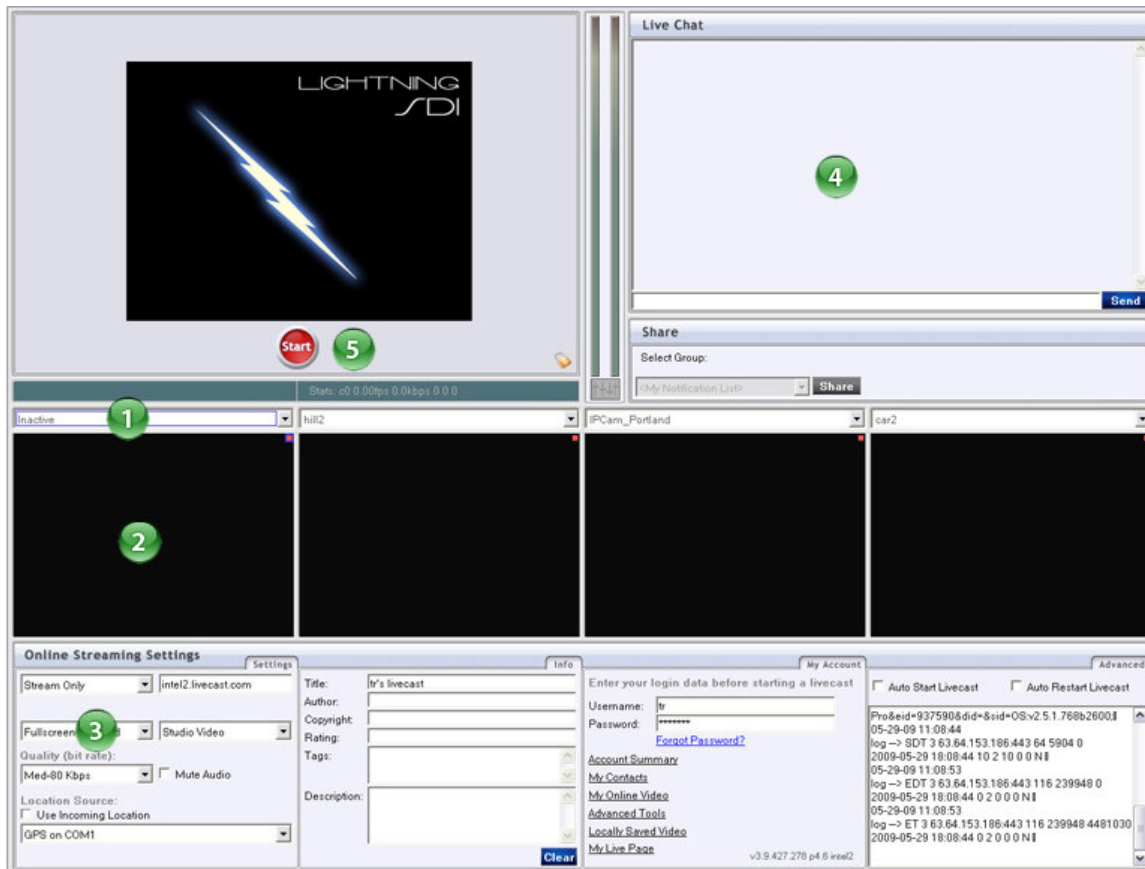 LIGHTNING
SDI
Start
5
Stats: c0 0.00fps 0.0kbps 0 0 0
Live Chat
4
Send
Share
Select Group:
<My Notification List>
Share
Inactive
1
hill2
IPCam_Portland
car2
2
Online Streaming Settings
Settings
Stream Only
intel2.livecast.com
Fullscreen
3
Studio Video
Quality (bit rate):
Med-80 Kbps
Mute Audio
Location Source:
Use Incoming Location
GPS on COM1
Info
Title:
tr's livecast
Author:
Copyright:
Rating:
Tags:
Description:
Clear
My Account
Enter your login data before starting a livecast
Username:
tr
Password:
*******
Forgot Password?
Account Summary
My Contacts
My Online Video
Advanced Tools
Locally Saved Video
My Live Page
v3.9.427.278 p4.6 intel2
Advanced
Auto Start Livecast
Auto Restart Livecast
Pro&eid=937590&did=&sid=OS:v2.5.1.768b2600;
05-29-09 11:08:44
log --> SDT 3 63.64.153.186:443 64 5904 0
2009-05-29 18:08:44 10 2 10 0 0 N
05-29-09 11:08:53
log --> EDT 3 63.64.153.186:443 116 239948 0
2009-05-29 18:08:44 0 2 0 0 0 N
05-29-09 11:08:53
log --> ET 3 63.64.153.186:443 116 239948 4481030
2009-05-29 18:08:44 0 2 0 0 0 N